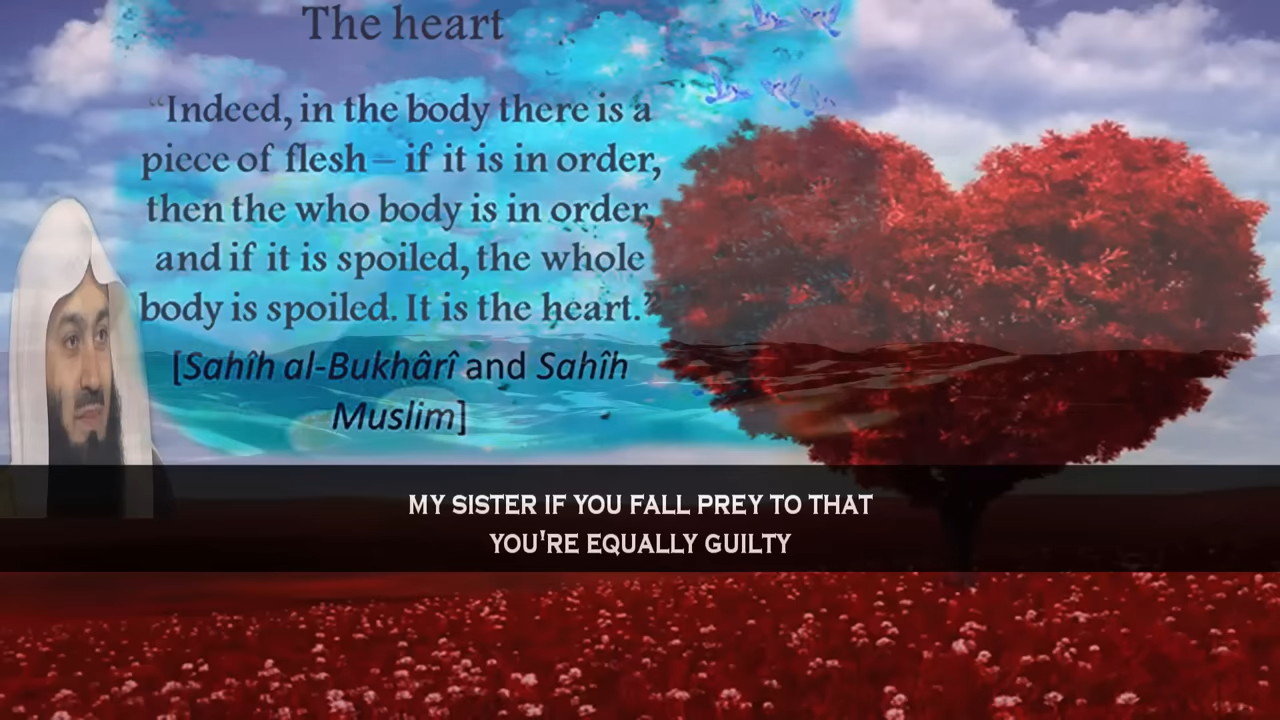 The heart
“Indeed, in the body there is a
piece of flesh – if it is in order,
then the who body is in order,
and if it is spoiled, the whole
body is spoiled. It is the heart.”
[Sahîh al-Bukhârî and Sahîh
Muslim]
MY SISTER IF YOU FALL PREY TO THAT
YOU'RE EQUALLY GUILTY